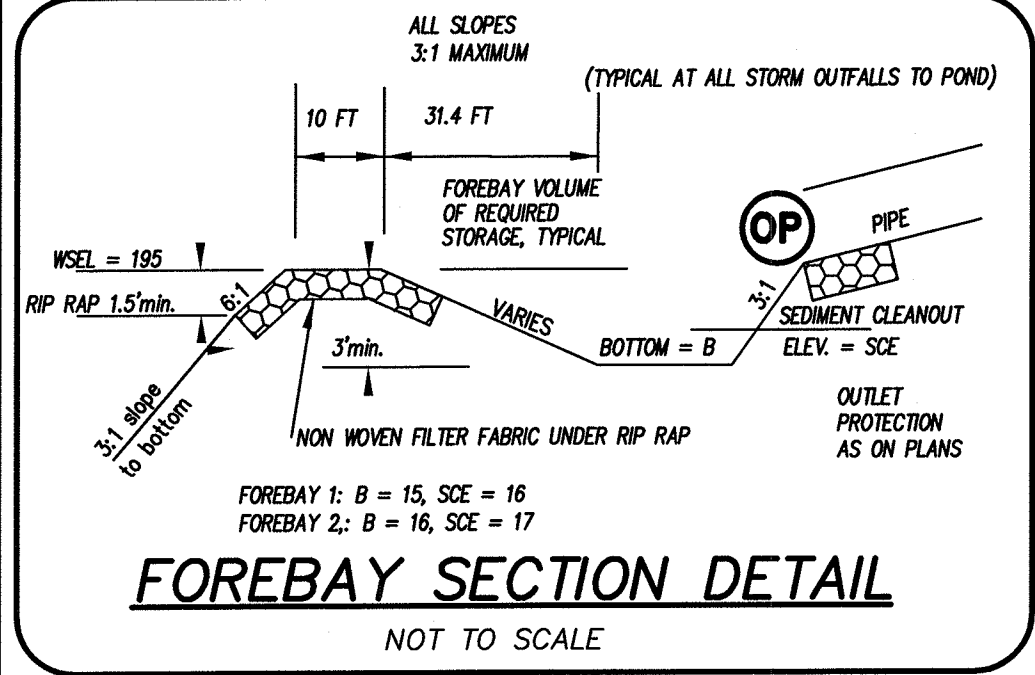 ALL SLOPES
3:1 MAXIMUM
(TYPICAL AT ALL STORM OUTFALLS TO POND)
10 FT
31.4 FT
FOREBAY VOLUME
OF REQUIRED
STORAGE, TYPICAL
OP
PIPE
WSEL = 195
RIP RAP 1.5'min.
6:1
3:1
VARIES
SEDIMENT CLEANOUT
ELEV. = SCE
3'min.
BOTTOM = B
3:1 slope
to bottom
NON WOVEN FILTER FABRIC UNDER RIP RAP
OUTLET
PROTECTION
AS ON PLANS
FOREBAY 1: B = 15, SCE = 16
FOREBAY 2,: B = 16, SCE = 17
FOREBAY SECTION DETAIL
NOT TO SCALE